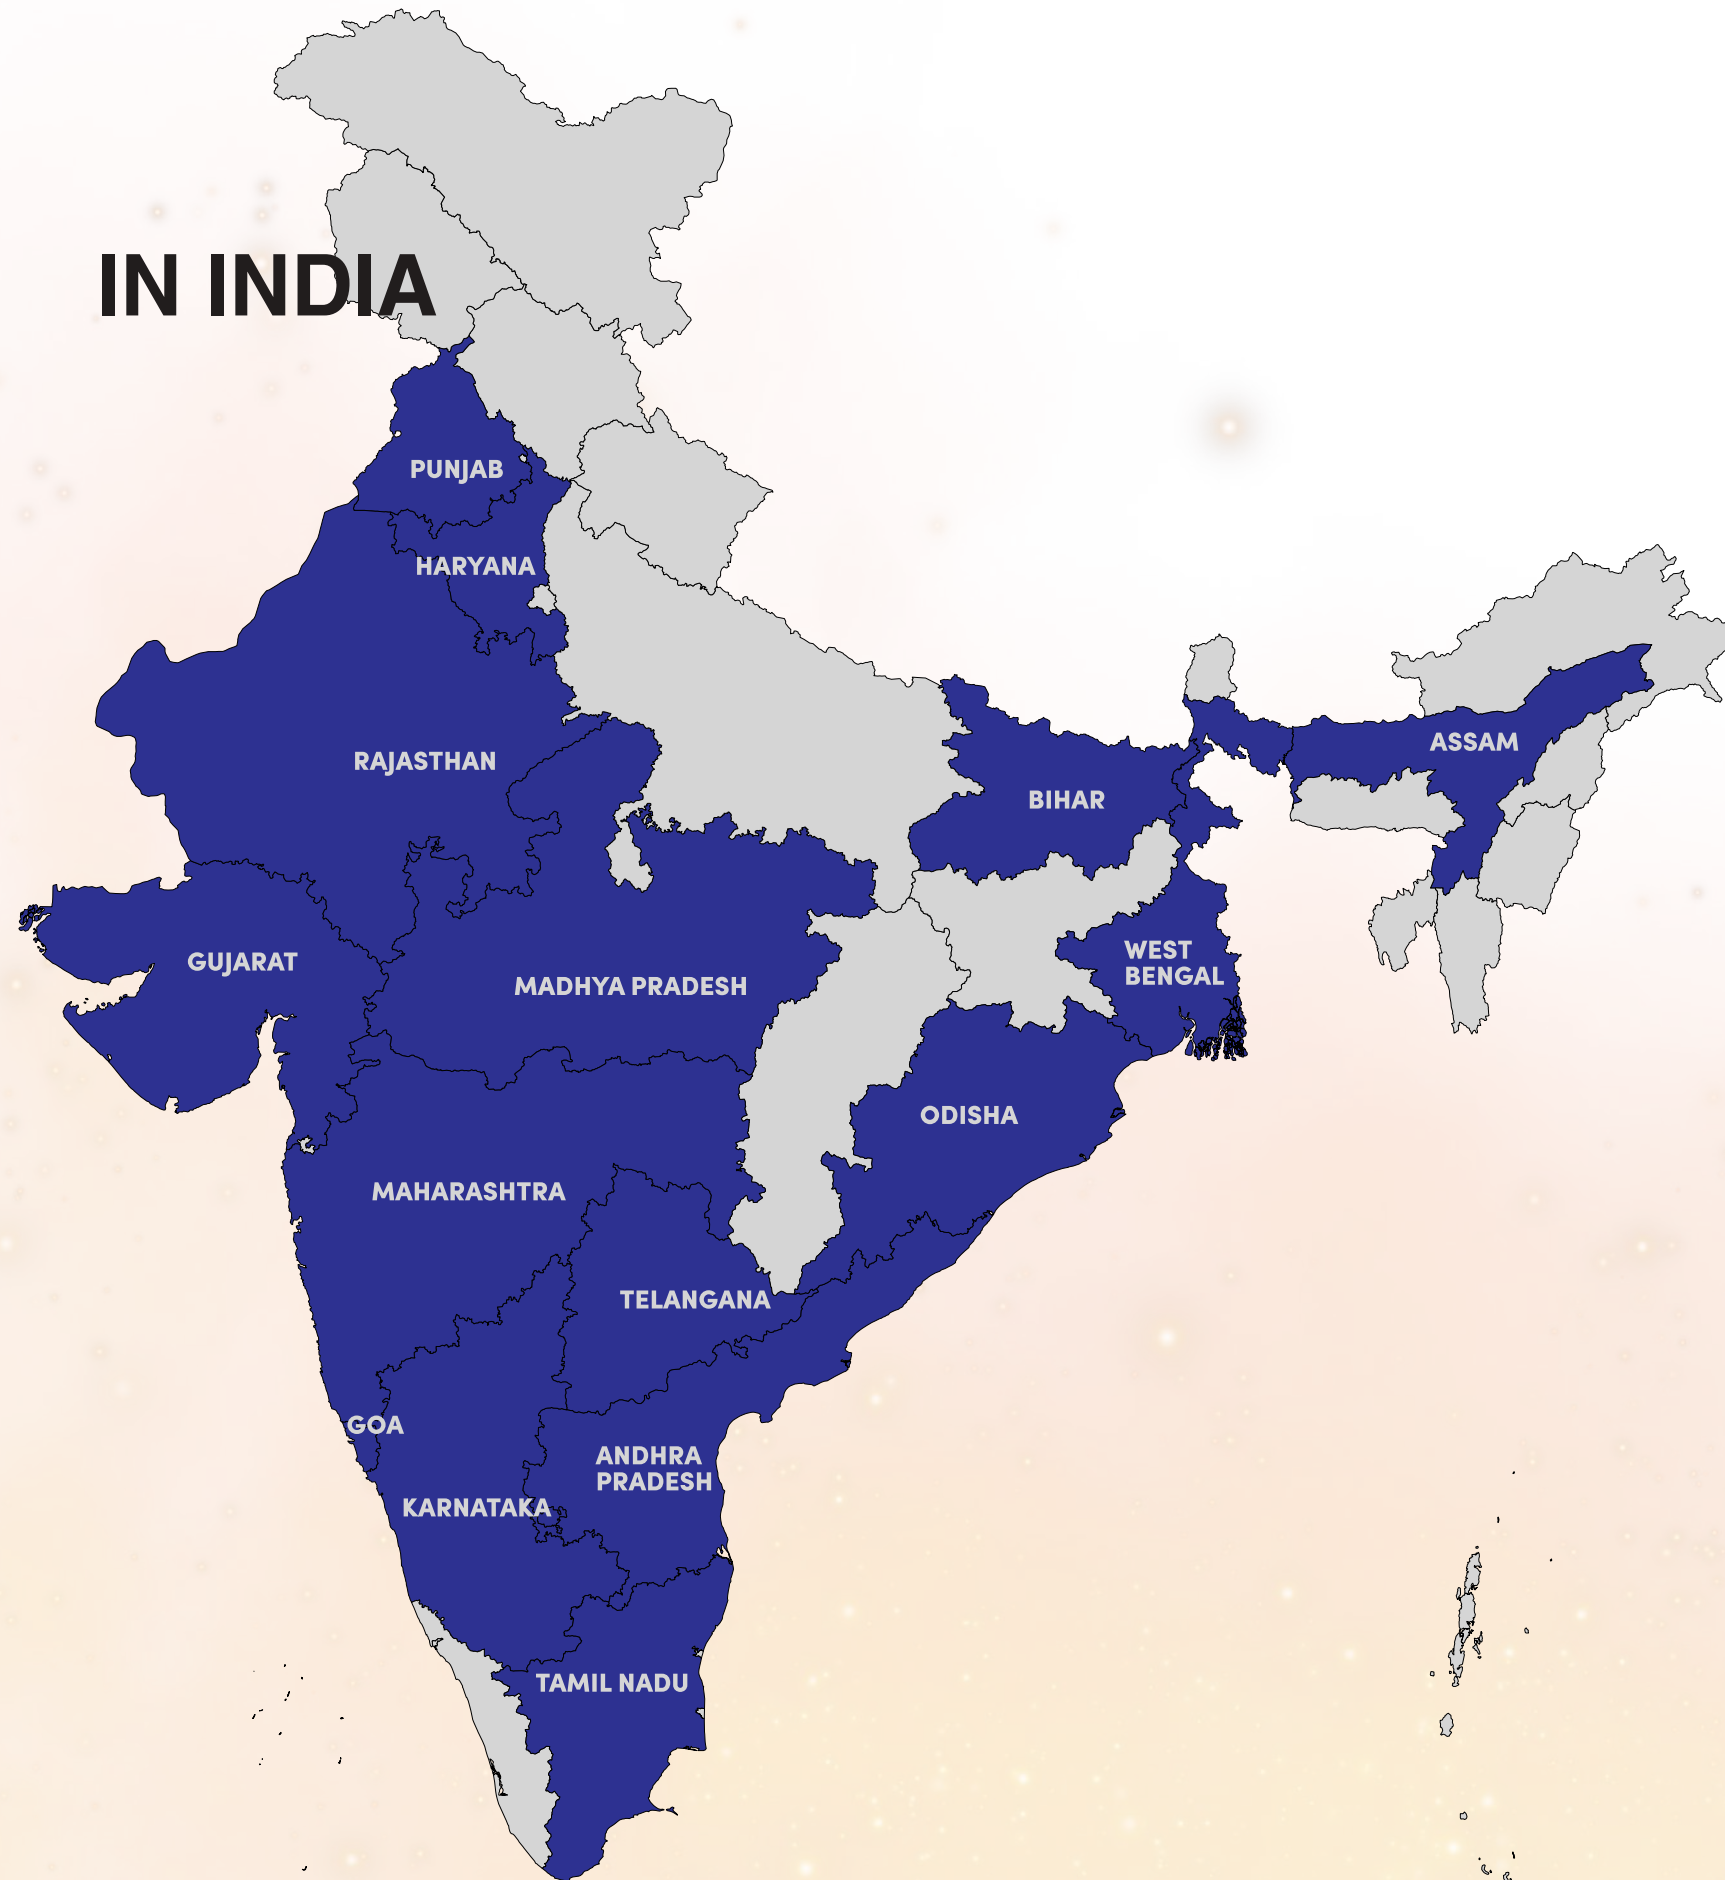 IN INDIA
PUNJAB
HARYANA
RAJASTHAN
ASSAM
BIHAR
GUJARAT
MADHYA PRADESH
WEST
BENGAL
ODISHA
MAHARASHTRA
TELANGANA
GOA
ANDHRA
PRADESH
KARNATAKA
TAMIL NADU